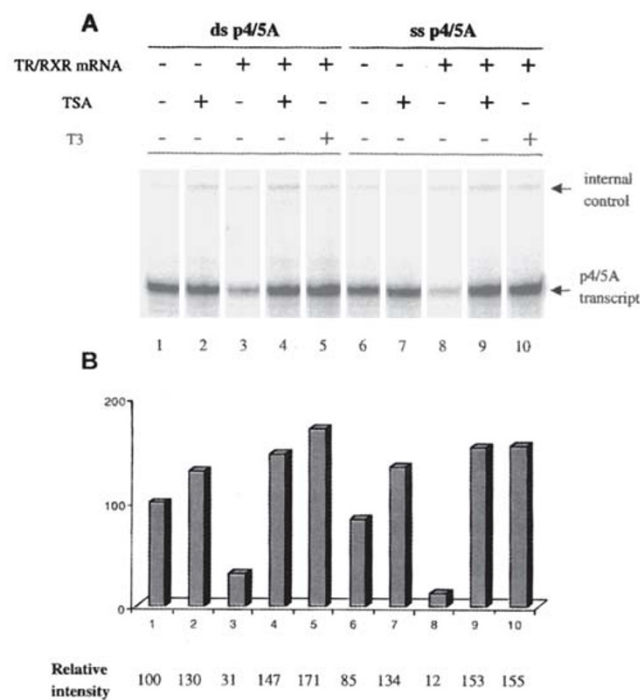 A
ds p4/5A ss p4/5A
TR/RXR mRNA - - + + + - - + + +
TSA - + - + - - + - + -
T3 - - - - + - - - - +
internal
control
p4/5A
transcript
1 2 3 4 5 6 7 8 9 10
B
200
100
0
1 2 3 4 5 6 7 8 9 10
Relative
intensity
100 130 31 147 171 85 134 12 153 155